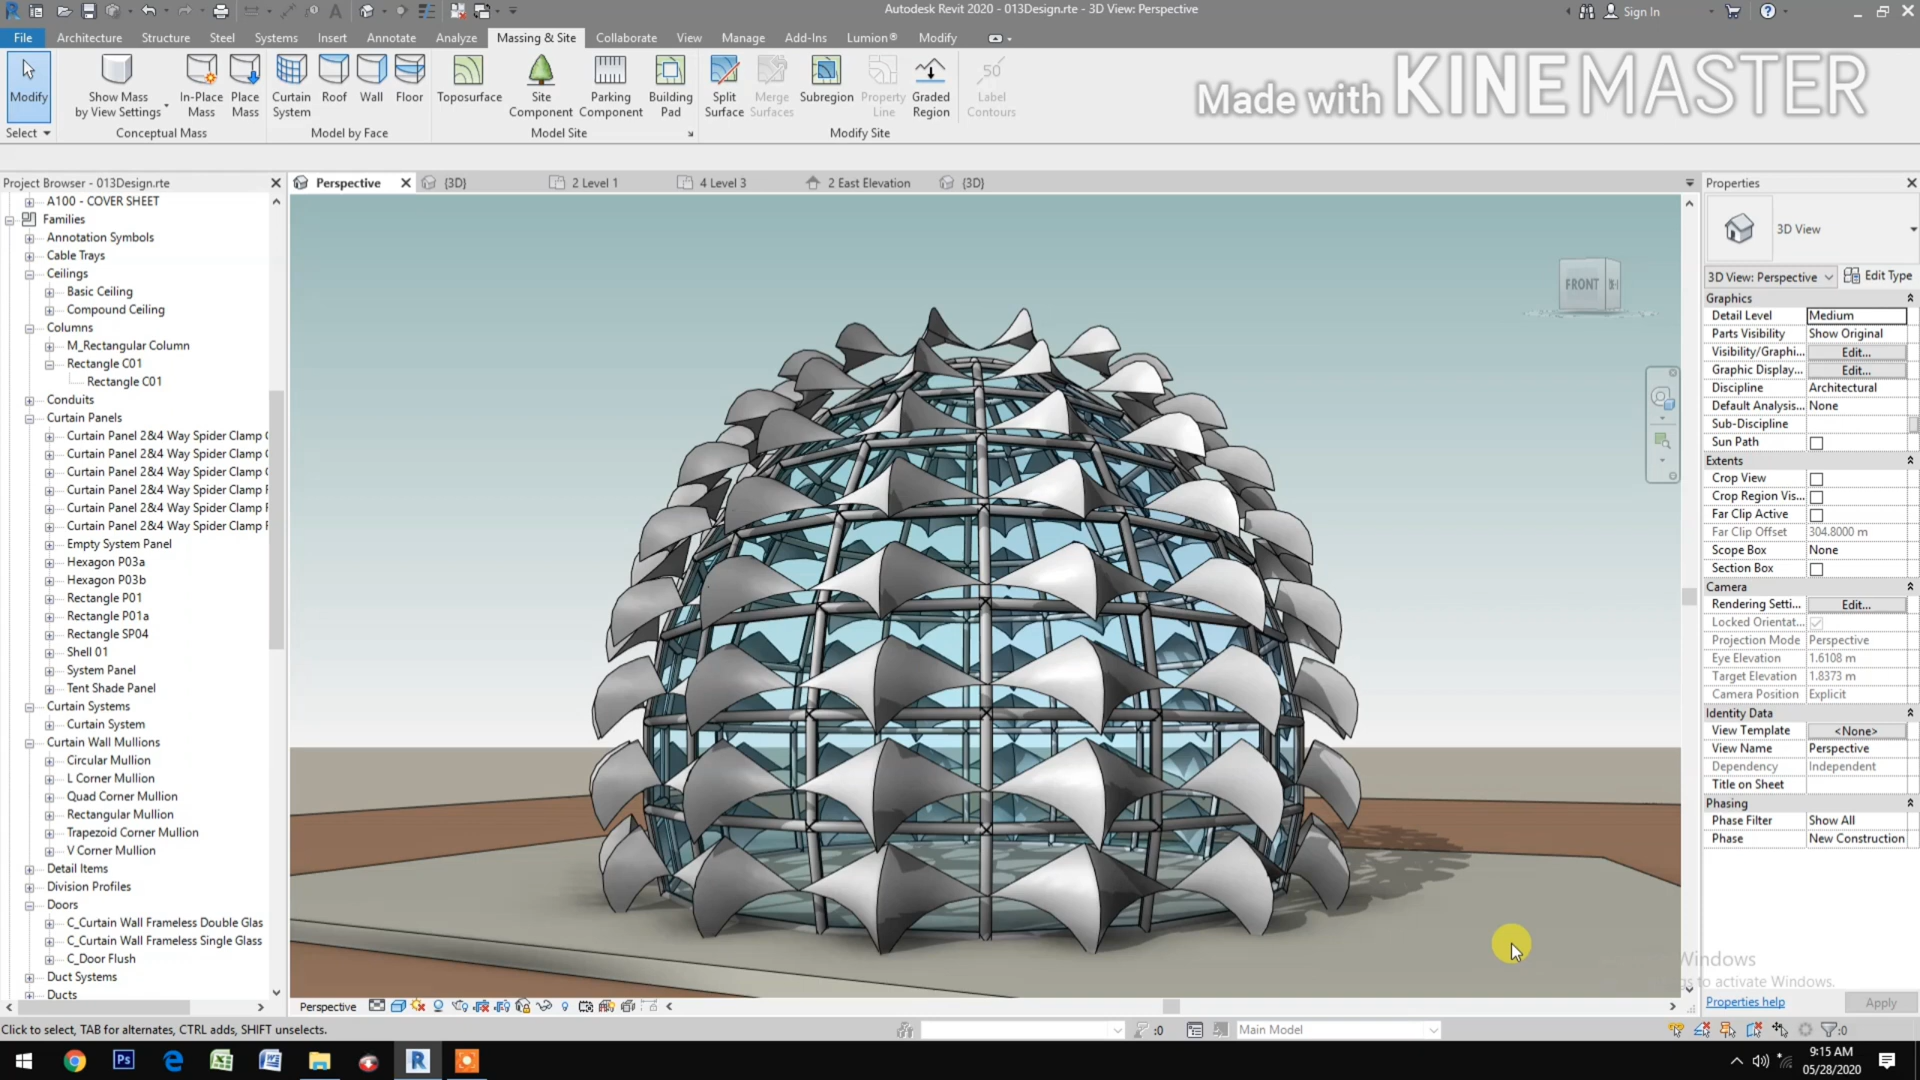 Autodesk Revit 2020 - 013Design.rte - 3D View: Perspective
Sign In
File
Architecture
Structure
Steel
Systems
Insert
Annotate
Analyze
Massing & Site
Collaborate
View
Manage
Add-Ins
Lumion®
Modify
Made with KINEMASTER
Modify
Show Mass
by View Settings
In-Place
Mass
Place
Mass
Curtain
System
Roof
Wall
Floor
Toposurface
Site
Component
Parking
Component
Building
Pad
Split
Surface
Merge
Surfaces
Subregion
Property
Line
Graded
Region
50
Label
Contours
Select
Conceptual Mass
Model by Face
Model Site
Modify Site
Project Browser - 013Design.rte
Perspective
{3D}
2 Level 1
4 Level 3
2 East Elevation
{3D}
Properties
A100 - COVER SHEET
Families
Annotation Symbols
Cable Trays
Ceilings
Basic Ceiling
Compound Ceiling
Columns
M_Rectangular Column
Rectangle C01
Rectangle C01
Conduits
Curtain Panels
Curtain Panel 2&4 Way Spider Clamp
Curtain Panel 2&4 Way Spider Clamp
Curtain Panel 2&4 Way Spider Clamp
Curtain Panel 2&4 Way Spider Clamp
Curtain Panel 2&4 Way Spider Clamp
Curtain Panel 2&4 Way Spider Clamp
Empty System Panel
Hexagon P03a
Hexagon P03b
Rectangle P01
Rectangle P01a
Rectangle SP04
Shell 01
System Panel
Tent Shade Panel
Curtain Systems
Curtain System
Curtain Wall Mullions
Circular Mullion
L Corner Mullion
Quad Corner Mullion
Rectangular Mullion
Trapezoid Corner Mullion
V Corner Mullion
Detail Items
Division Profiles
Doors
C_Curtain Wall Frameless Double Glas
C_Curtain Wall Frameless Single Glass
C_Door Flush
Duct Systems
Ducts
FRONT
3D View
3D View: Perspective
Edit Type
Graphics
Detail Level Medium
Parts Visibility Show Original
Visibility/Graphi... Edit...
Graphic Display... Edit...
Discipline Architectural
Default Analysis... None
Sub-Discipline
Sun Path
Extents
Crop View
Crop Region Vis...
Far Clip Active
Far Clip Offset 304.8000 m
Scope Box None
Section Box
Camera
Rendering Setti... Edit...
Locked Orientat...
Projection Mode Perspective
Eye Elevation 1.6108 m
Target Elevation 1.8373 m
Camera Position Explicit
Identity Data
View Template <None>
View Name Perspective
Dependency Independent
Title on Sheet
Phasing
Phase Filter Show All
Phase New Construction
Windows
to activate Windows.
Properties help
Apply
Perspective
Click to select, TAB for alternates, CTRL adds, SHIFT unselects.
:0
Main Model
:0
9:15 AM
05/28/2020